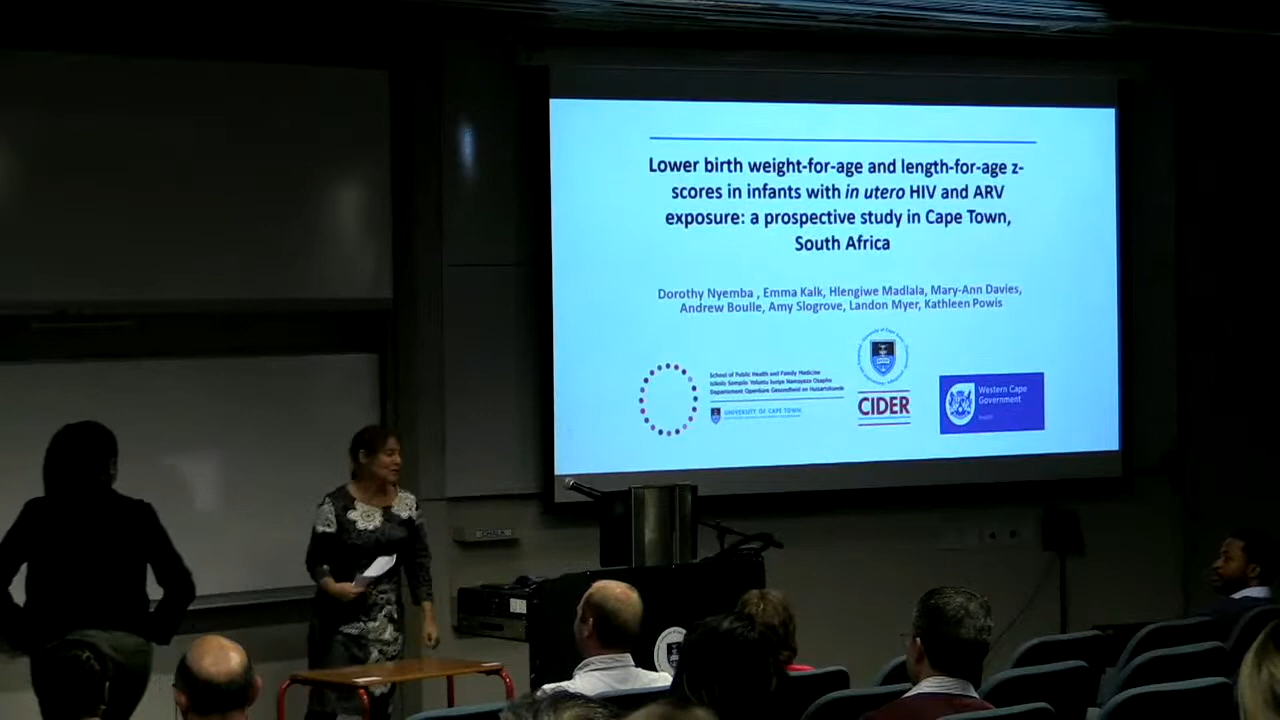 Lower birth weight-for-age and length-for-age z-
scores in infants with in utero HIV and ARV
exposure: a prospective study in Cape Town,
South Africa
Dorothy Nyemba , Emma Kalk, Hlengiwe Madlala, Mary-Ann Davies,
Andrew Boulle, Amy Slogrove, Landon Myer, Kathleen Powis
School of Public Health and Family Medicine
UNIVERSITY OF CAPE TOWN
CIDER
Western Cape
Government